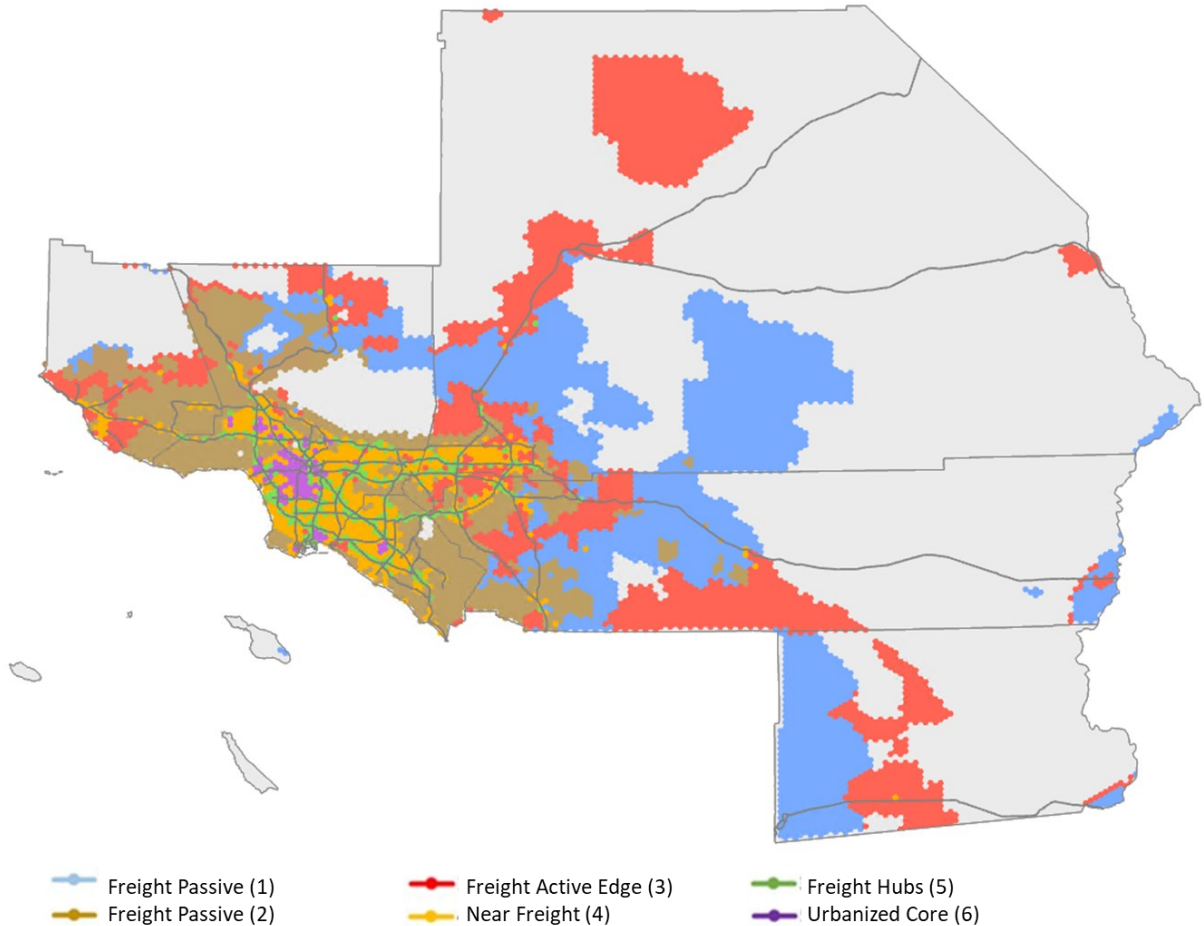 Freight Passive (1)
Freight Active Edge (3)
Freight Hubs (5)
Freight Passive (2)
Near Freight (4)
Urbanized Core (6)